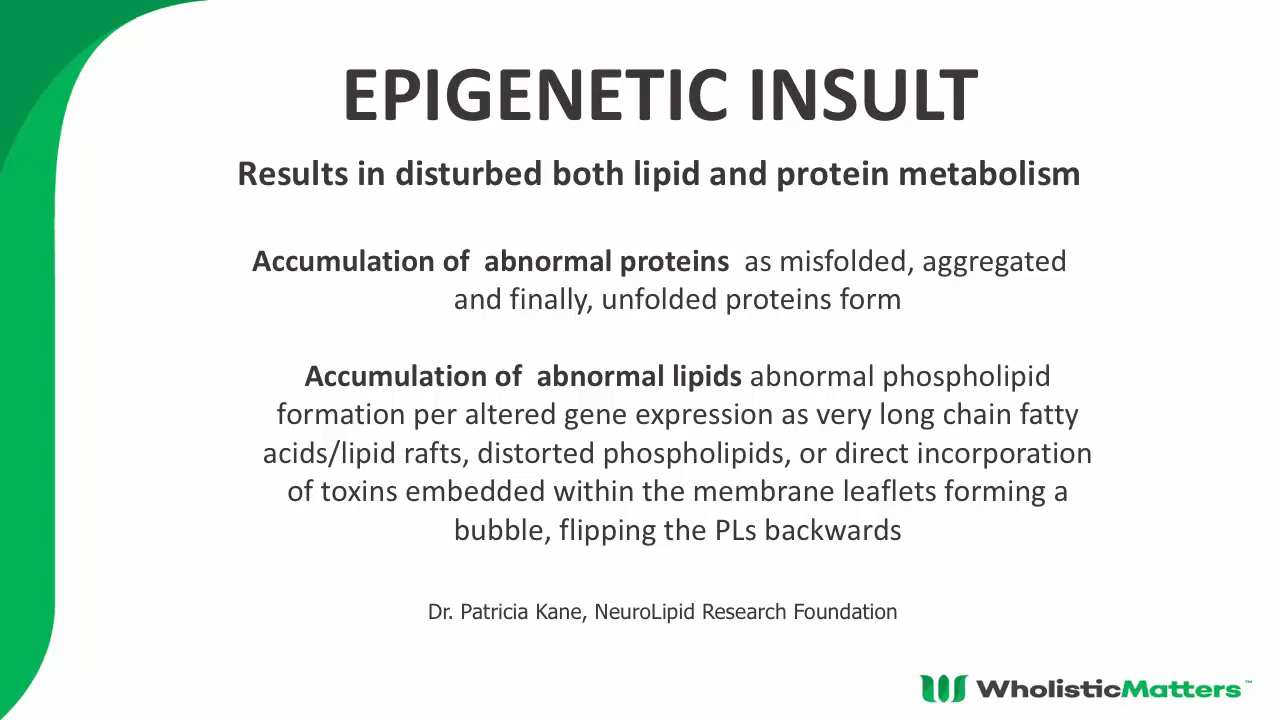 EPIGENETIC INSULT
Results in disturbed both lipid and protein metabolism
Accumulation of  abnormal proteins  as misfolded, aggregated
and finally, unfolded proteins form
Accumulation of  abnormal lipids abnormal phospholipid
formation per altered gene expression as very long chain fatty
acids/lipid rafts, distorted phospholipids, or direct incorporation
of toxins embedded within the membrane leaflets forming a
bubble, flipping the PLs backwards
Dr. Patricia Kane, NeuroLipid Research Foundation
WholisticMatters™